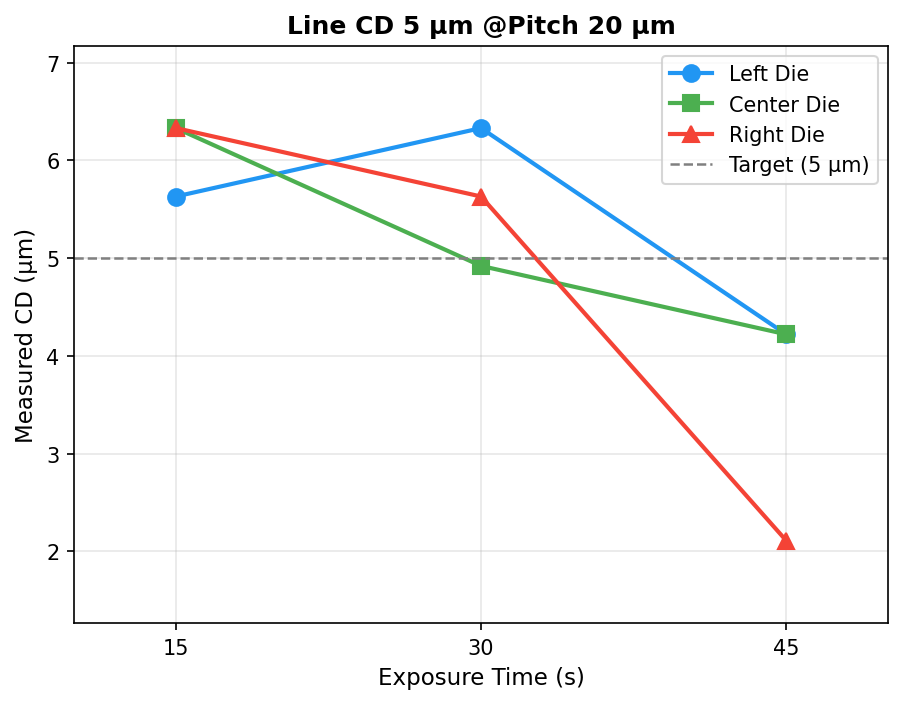 Line CD 5 μm @Pitch 20 μm
Left Die
Center Die
Right Die
Target (5 μm)
Measured CD (μm)
7
6
5
4
3
2
15
30
45
Exposure Time (s)